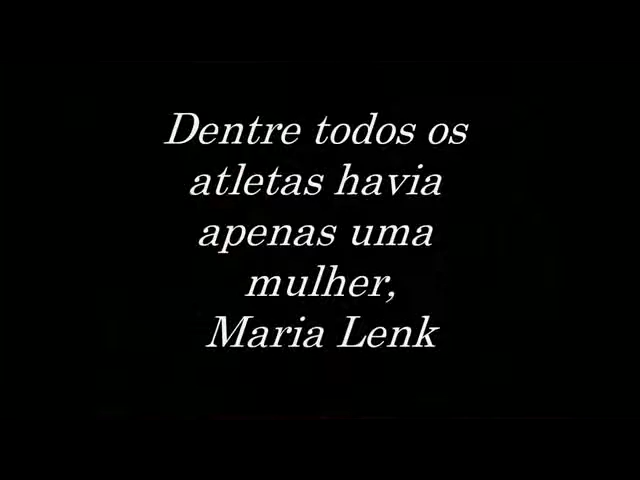 Dentre todos os
atletas havia
apenas uma
mulher,
Maria Lenk